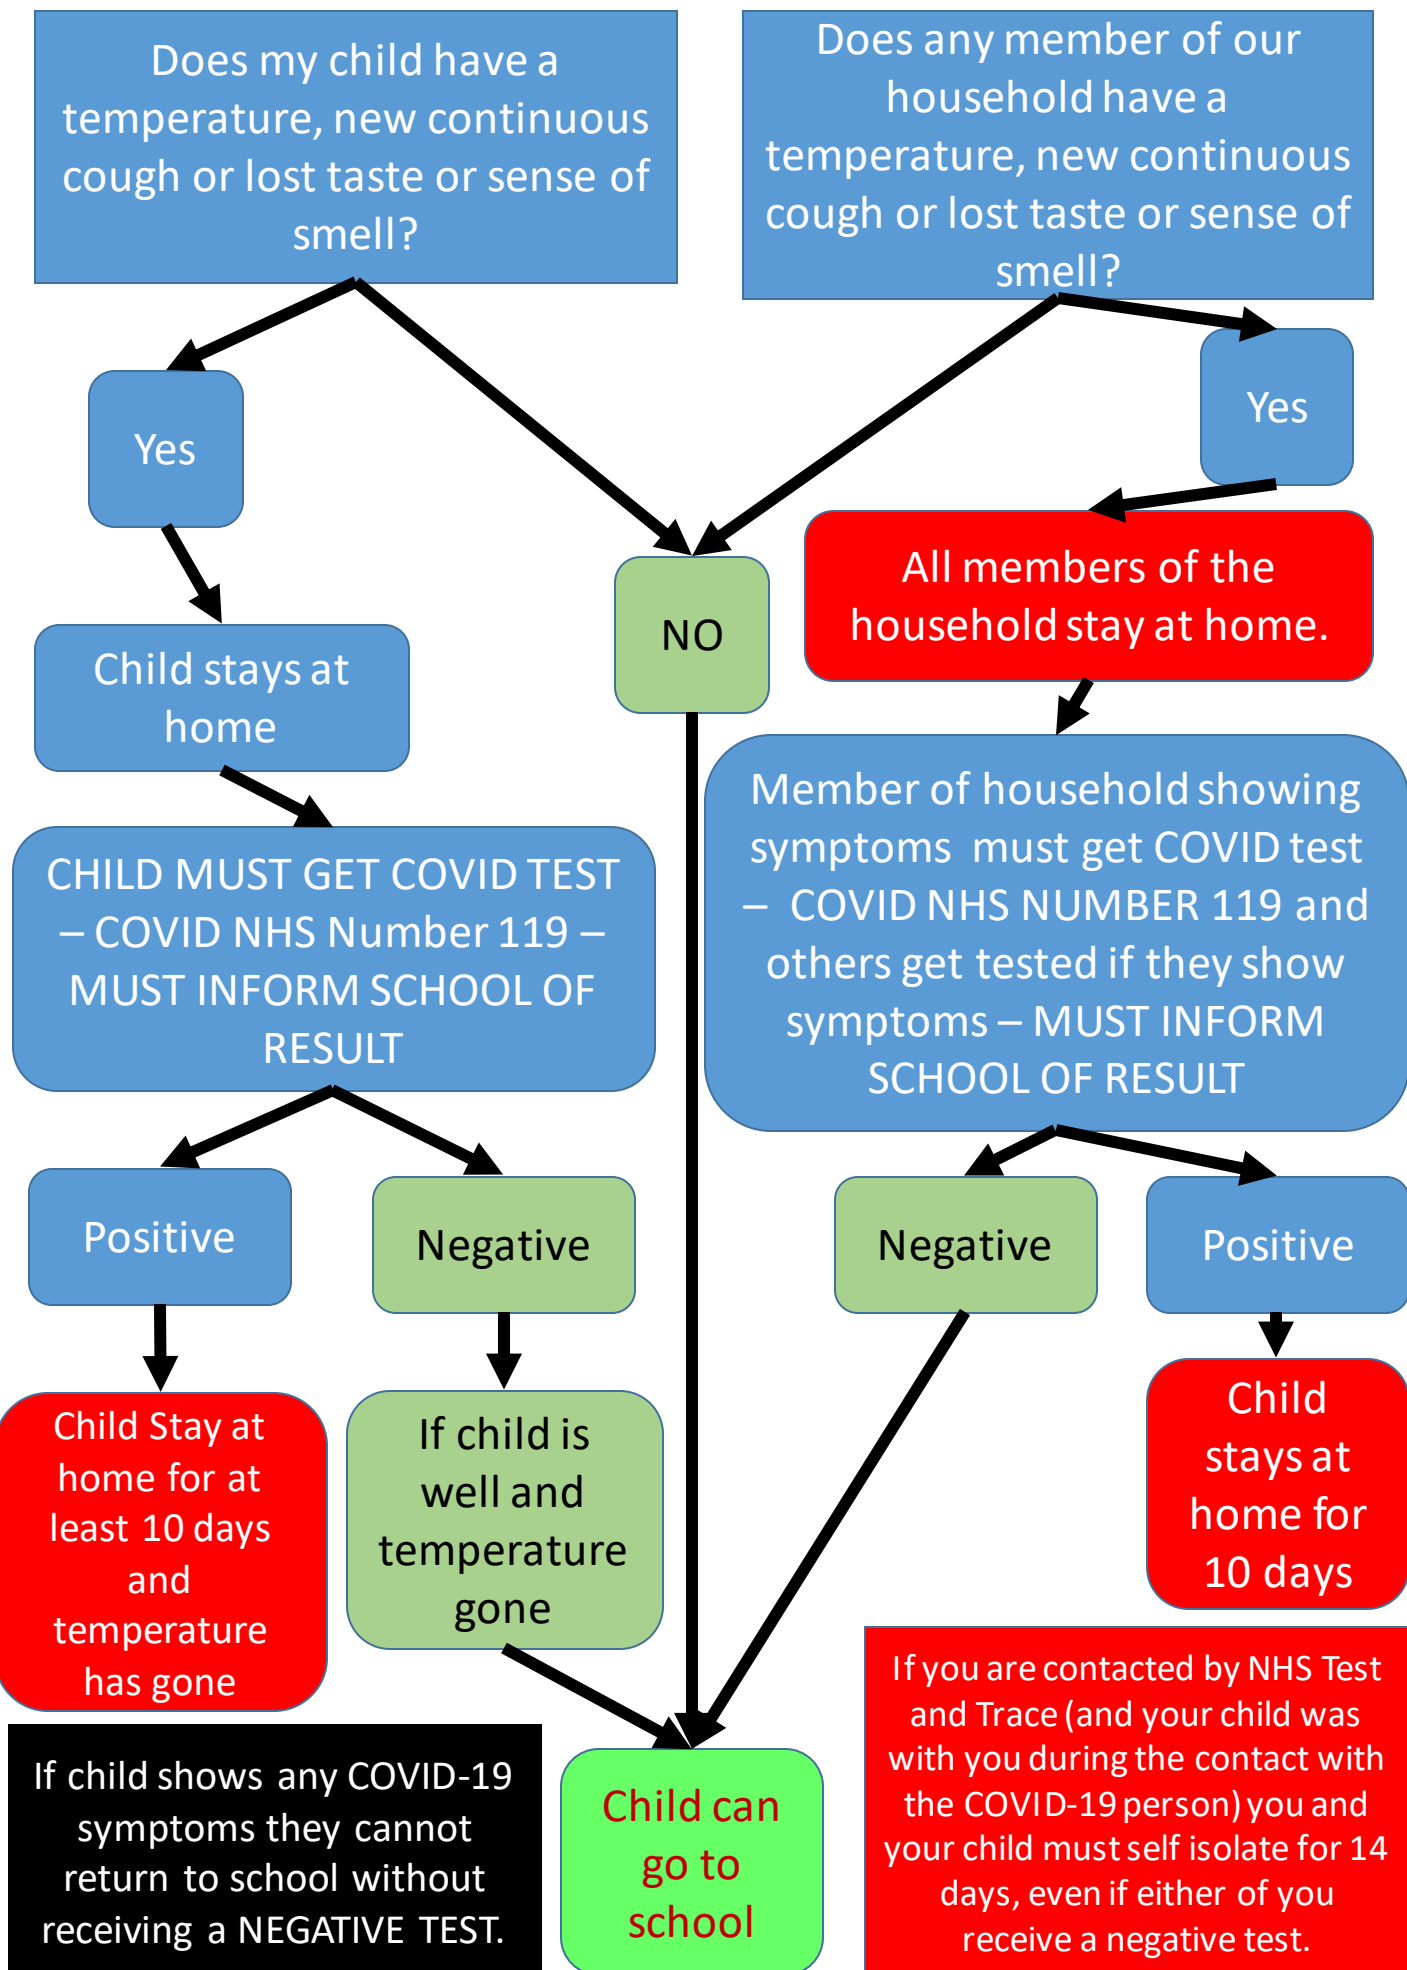 Does my child have a
temperature, new continuous
cough or lost taste or sense of
smell?
Does any member of our
household have a
temperature, new continuous
cough or lost taste or sense of
smell?
Yes
Yes
NO
All members of the
household stay at home.
Child stays at
home
CHILD MUST GET COVID TEST
– COVID NHS Number 119 –
MUST INFORM SCHOOL OF
RESULT
Member of household showing
symptoms must get COVID test
– COVID NHS NUMBER 119 and
others get tested if they show
symptoms – MUST INFORM
SCHOOL OF RESULT
Positive
Negative
Negative
Positive
Child Stay at
home for at
least 10 days
and
temperature
has gone
If child is
well and
temperature
gone
Child
stays at
home for
10 days
If child shows any COVID-19
symptoms they cannot
return to school without
receiving a NEGATIVE TEST.
Child can
go to
school
If you are contacted by NHS Test
and Trace (and your child was
with you during the contact with
the COVID-19 person) you and
your child must self isolate for 14
days, even if either of you
receive a negative test.